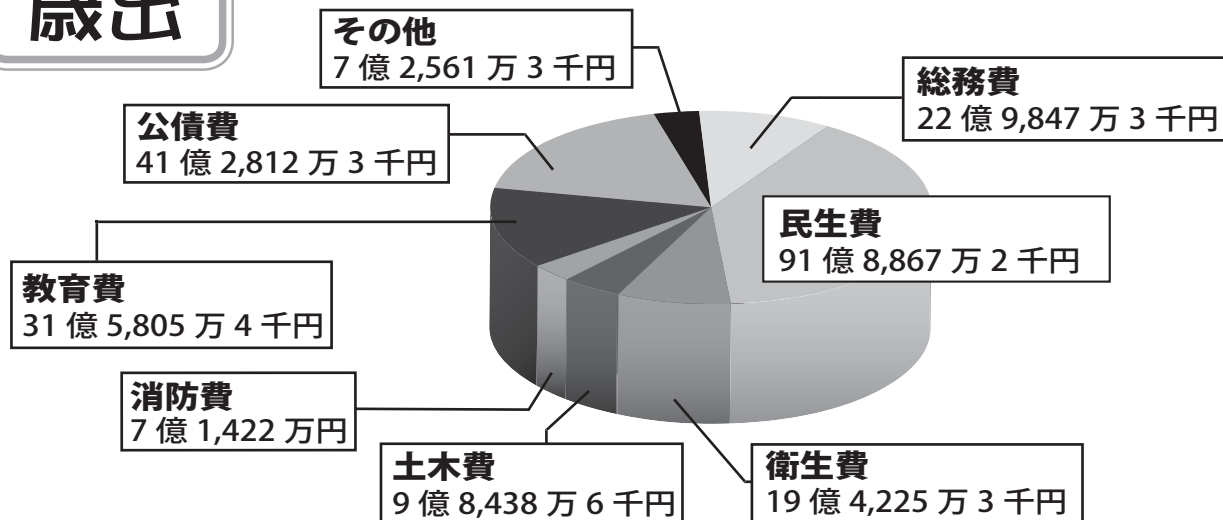 歳出
その他
7 億 2,561 万 3 千円
総務費
22 億 9,847 万 3 千円
公債費
41 億 2,812 万 3 千円
民生費
91 億 8,867 万 2 千円
教育費
31 億 5,805 万 4 千円
消防費
7 億 1,422 万円
土木費
9 億 8,438 万 6 千円
衛生費
19 億 4,225 万 3 千円